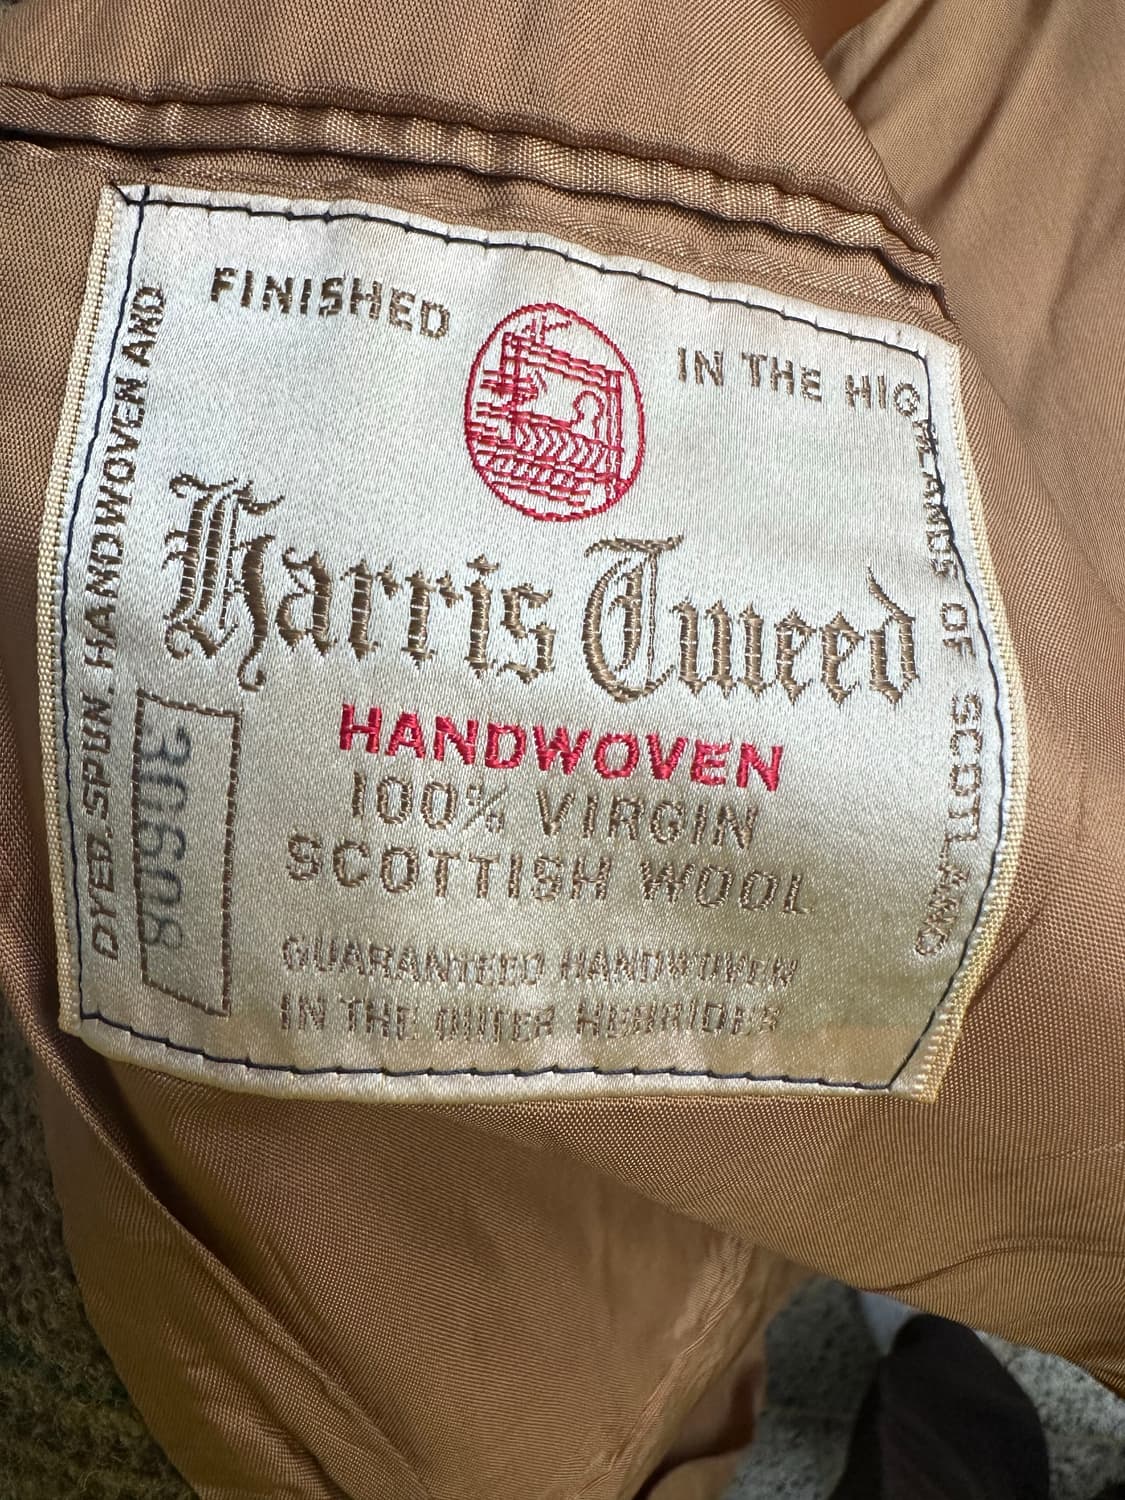 DYED. SPUN. HANDWOVEN AND
FINISHED
IN THE HIGHLANDS OF SCOTLAND
Harris Tweed
HANDWOVEN
100% VIRGIN
SCOTTISH WOOL
GUARANTEED HANDWOVEN
IN THE OUTER HEBRIDES
30608